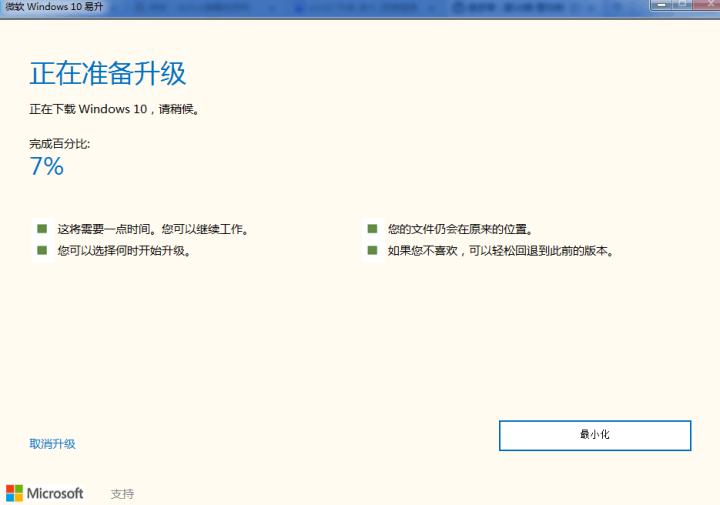 微软 Windows 10 易升
正在准备升级
正在下载 Windows 10，请稍候。
完成百分比:
7%
这将需要一点时间。您可以继续工作。
您的文件仍会在原来的位置。
您可以选择何时开始升级。
如果您不喜欢，可以轻松回退到此前的版本。
取消升级
最小化
Microsoft
支持